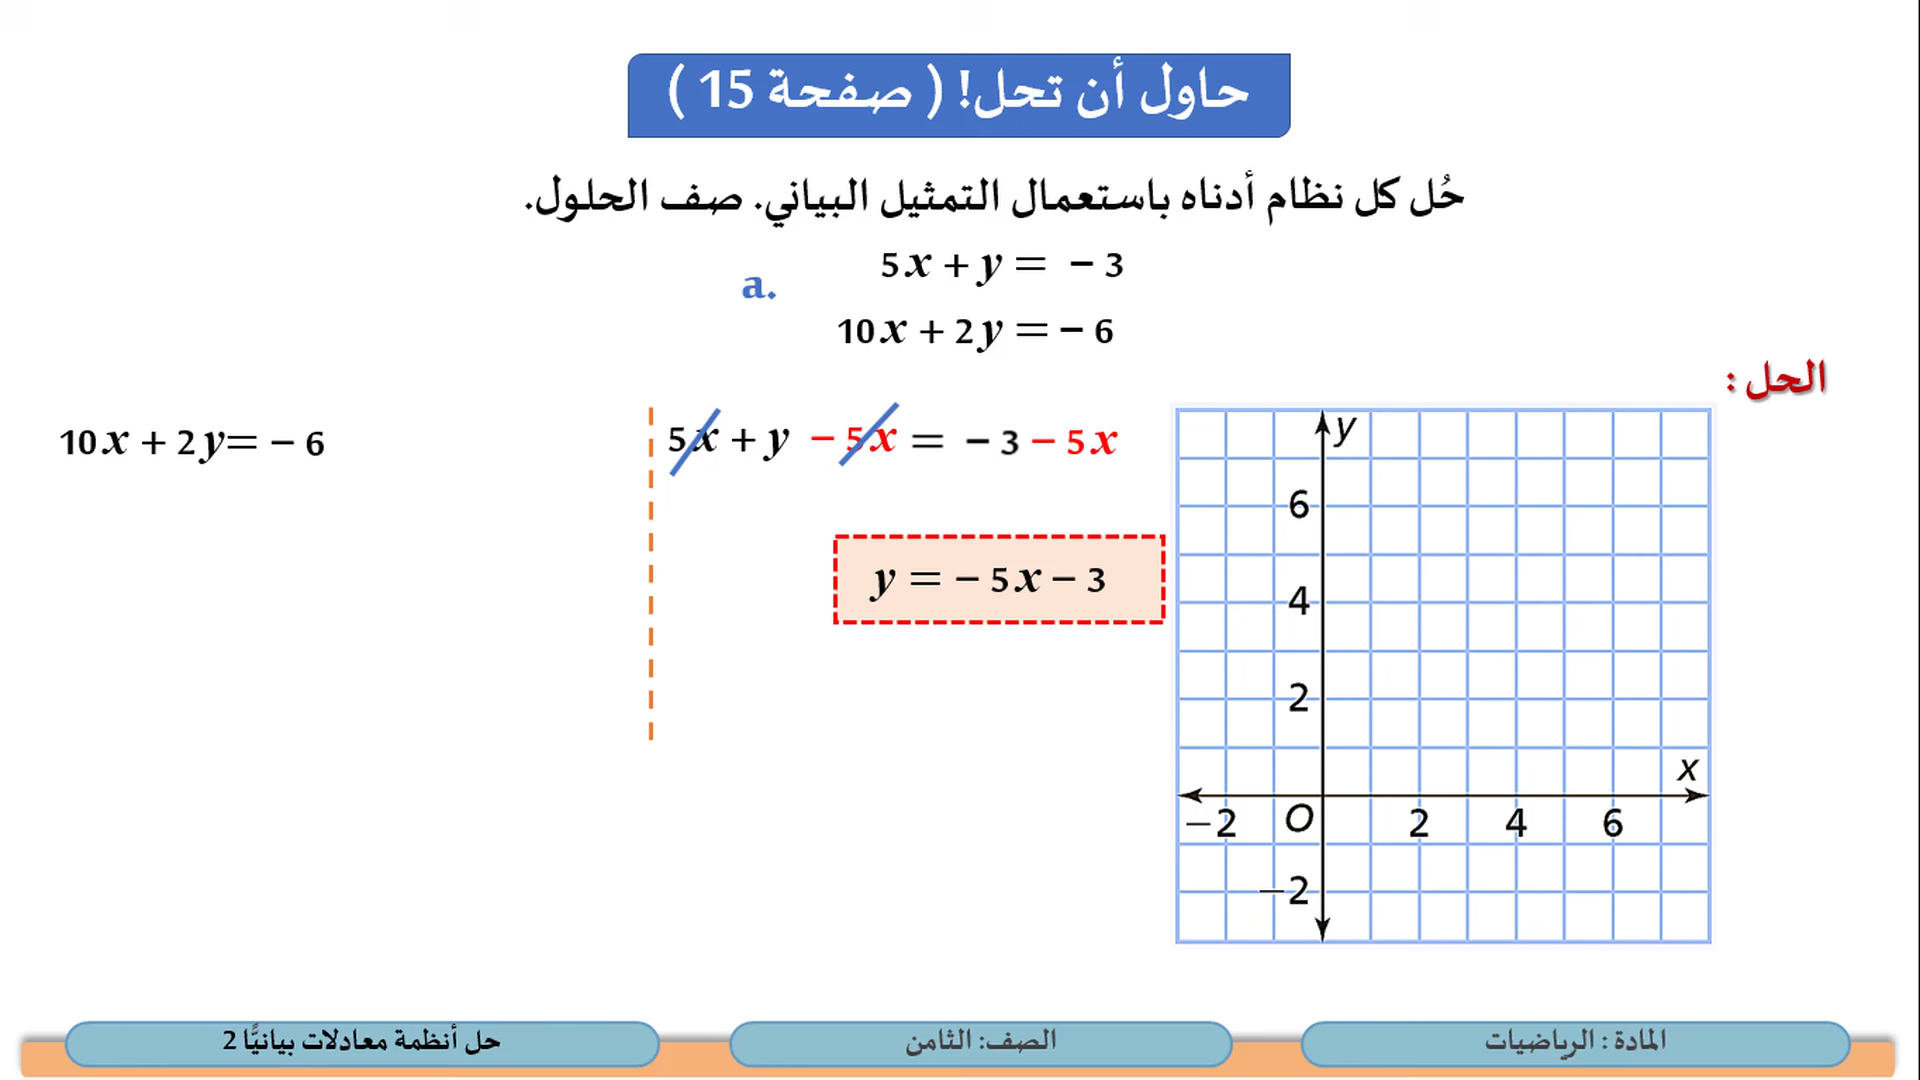 حاول أن تحل! ( صفحة 15 )
حُل كل نظام أدناه باستعمال التمثيل البياني. صف الحلول.
a.
5x + y = – 3
10x + 2y = – 6
الحل :
10x + 2y= – 6
5x + y – 5x = – 3 – 5x
y = – 5x – 3
y
6
4
2
x
–2 O 2 4 6
–2
المادة : الرياضيات
الصف: الثامن
حل أنظمة معادلات بيانيًّا 2